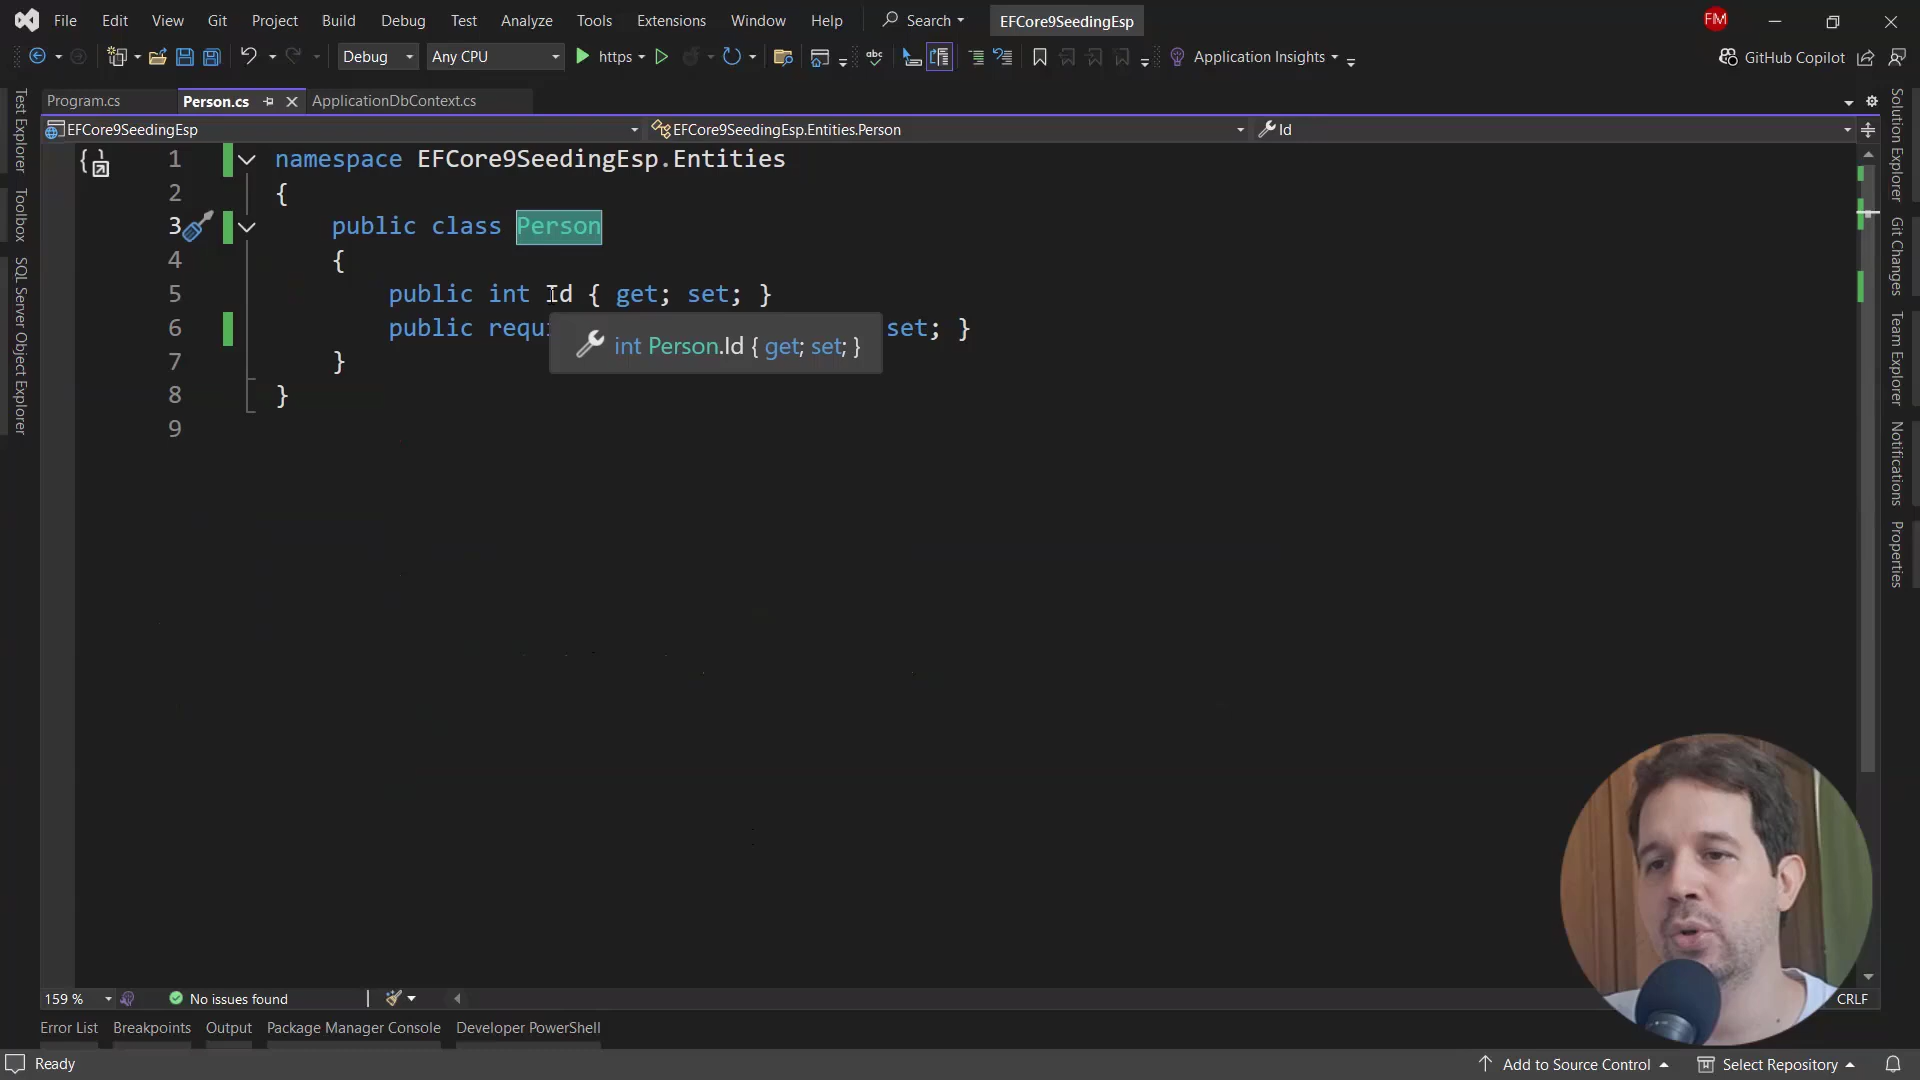 File Edit View Git Project Build Debug Test Analyze Tools Extensions Window Help Search EFCore9SeedingEsp FM
Debug Any CPU https abc Application Insights GitHub Copilot
Program.cs Person.cs ApplicationDbContext.cs
EFCore9SeedingEsp EFCore9SeedingEsp.Entities.Person Id
1 namespace EFCore9SeedingEsp.Entities
2 {
3 public class Person
4 {
5 public int Id { get; set; }
6 public requi set; }
int Person.Id { get; set; }
7 }
8 }
9
Test Explorer
Toolbox
SQL Server Object Explorer
Solution Explorer
Git Changes
Team Explorer
Notifications
Properties
159 % No issues found CRLF
Error List Breakpoints Output Package Manager Console Developer PowerShell
Ready Add to Source Control Select Repository